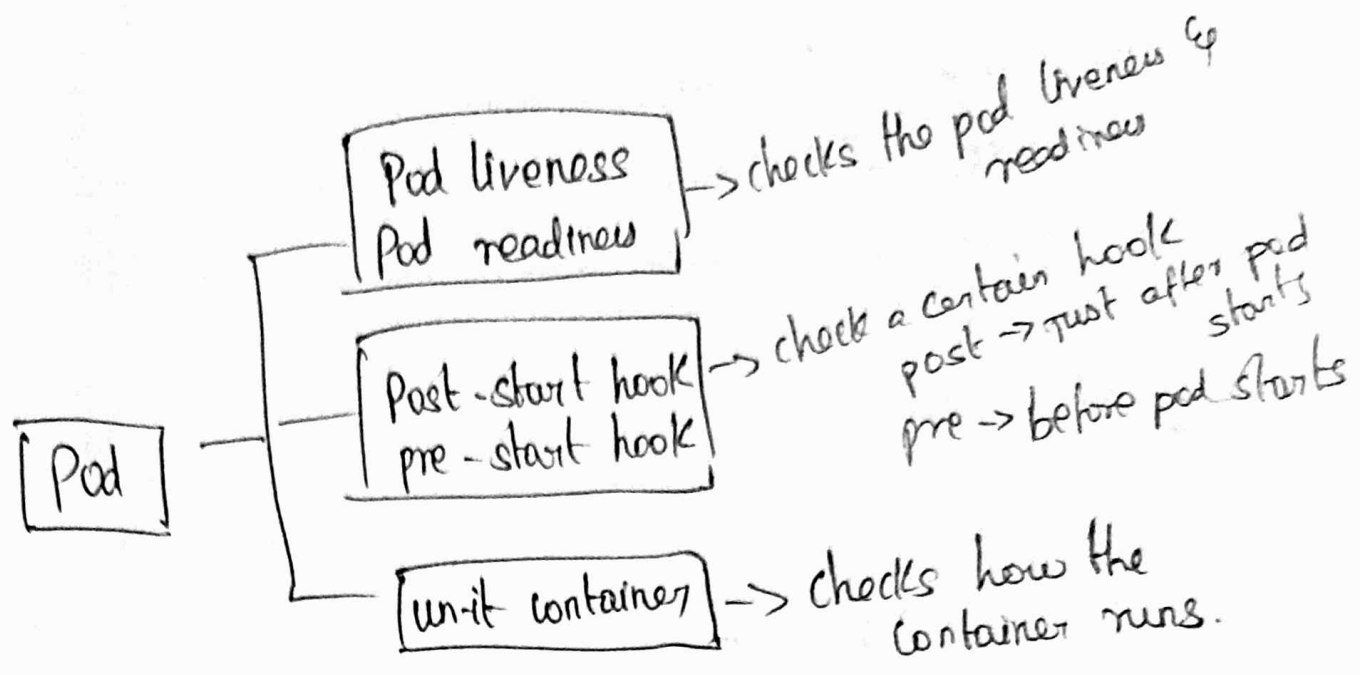 Pod
Pod liveness
Pod readiness
-> checks the pod liveness &
readiness
Post-start hook
pre-start hook
-> check a certain hook
post -> just after pod
starts
pre -> before pod starts
un-it container
-> checks how the
container runs.